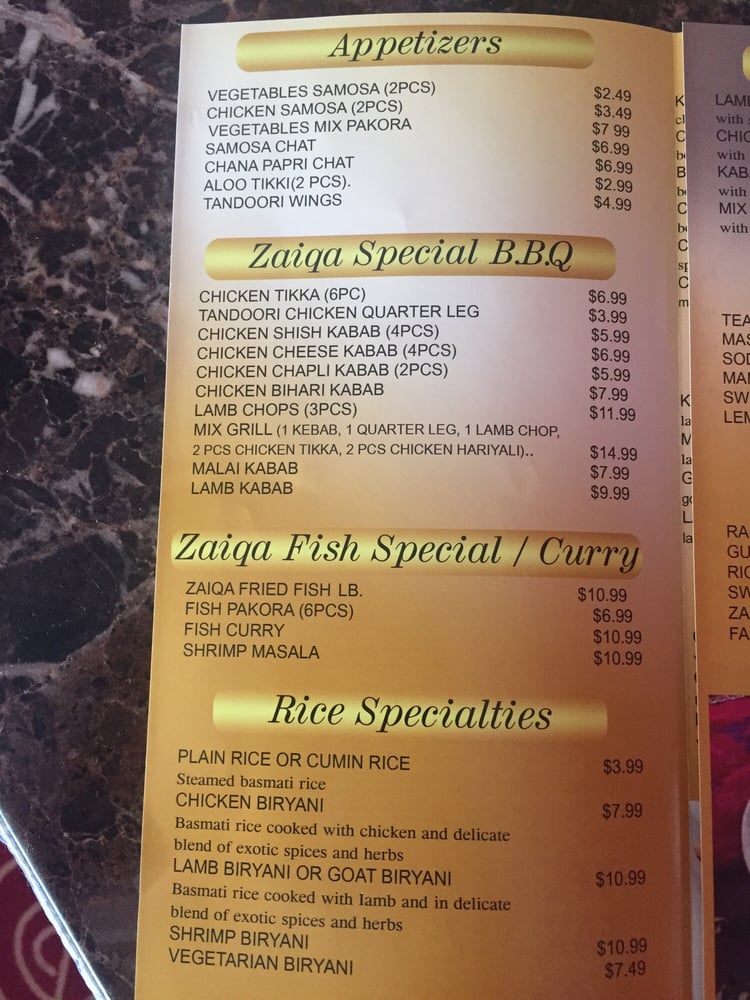 Appetizers
VEGETABLES SAMOSA (2PCS) $2.49
CHICKEN SAMOSA (2PCS) $3.49
VEGETABLES MIX PAKORA $7 99
SAMOSA CHAT $6.99
CHANA PAPRI CHAT $6.99
ALOO TIKKI(2 PCS). $2.99
TANDOORI WINGS $4.99
Zaiqa Special B.B.Q
CHICKEN TIKKA (6PC) $6.99
TANDOORI CHICKEN QUARTER LEG $3.99
CHICKEN SHISH KABAB (4PCS) $5.99
CHICKEN CHEESE KABAB (4PCS) $6.99
CHICKEN CHAPLI KABAB (2PCS) $5.99
CHICKEN BIHARI KABAB $7.99
LAMB CHOPS (3PCS) $11.99
MIX GRILL (1 KEBAB, 1 QUARTER LEG, 1 LAMB CHOP,
2 PCS CHICKEN TIKKA, 2 PCS CHICKEN HARIYALI).. $14.99
MALAI KABAB $7.99
LAMB KABAB $9.99
Zaiqa Fish Special / Curry
ZAIQA FRIED FISH LB. $10.99
FISH PAKORA (6PCS) $6.99
FISH CURRY $10.99
SHRIMP MASALA $10.99
Rice Specialties
PLAIN RICE OR CUMIN RICE $3.99
Steamed basmati rice
CHICKEN BIRYANI $7.99
Basmati rice cooked with chicken and delicate
blend of exotic spices and herbs
LAMB BIRYANI OR GOAT BIRYANI $10.99
Basmati rice cooked with lamb and in delicate
blend of exotic spices and herbs
SHRIMP BIRYANI $10.99
VEGETARIAN BIRYANI $7.49
with
with
with
MIX
with